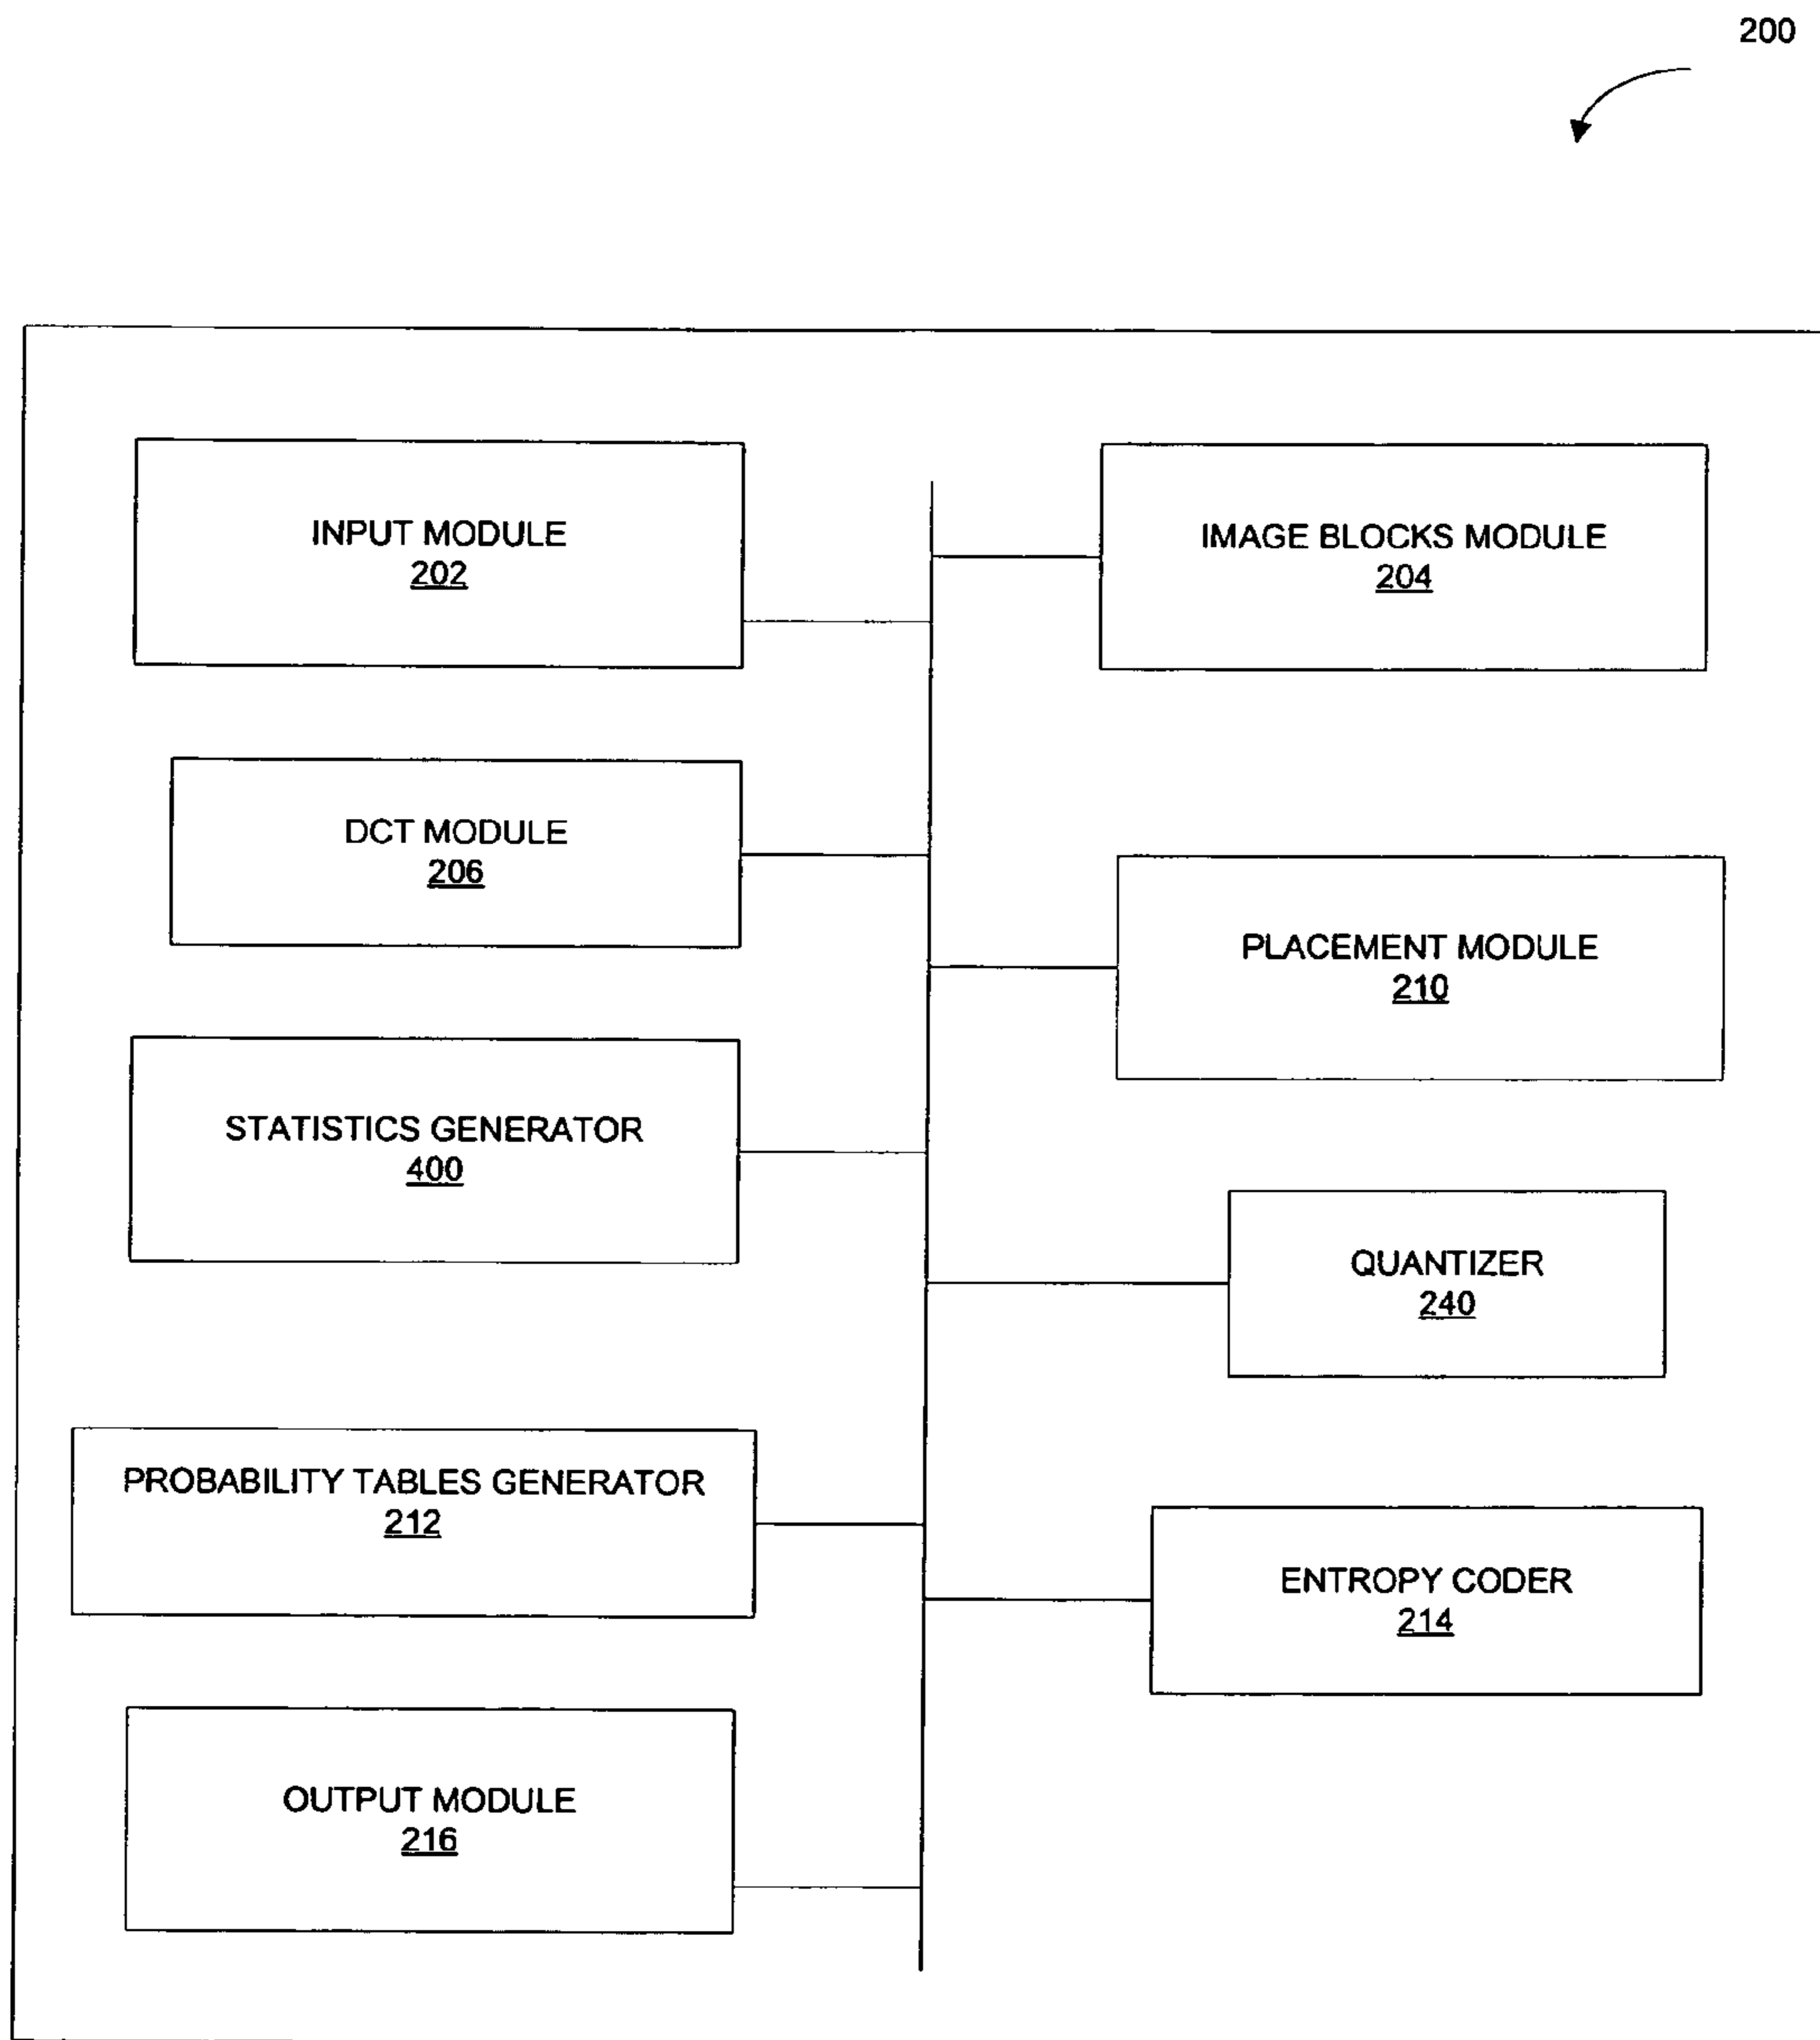 200
INPUT MODULE
202
IMAGE BLOCKS MODULE
204
DCT MODULE
206
PLACEMENT MODULE
210
STATISTICS GENERATOR
400
QUANTIZER
240
PROBABILITY TABLES GENERATOR
212
ENTROPY CODER
214
OUTPUT MODULE
216